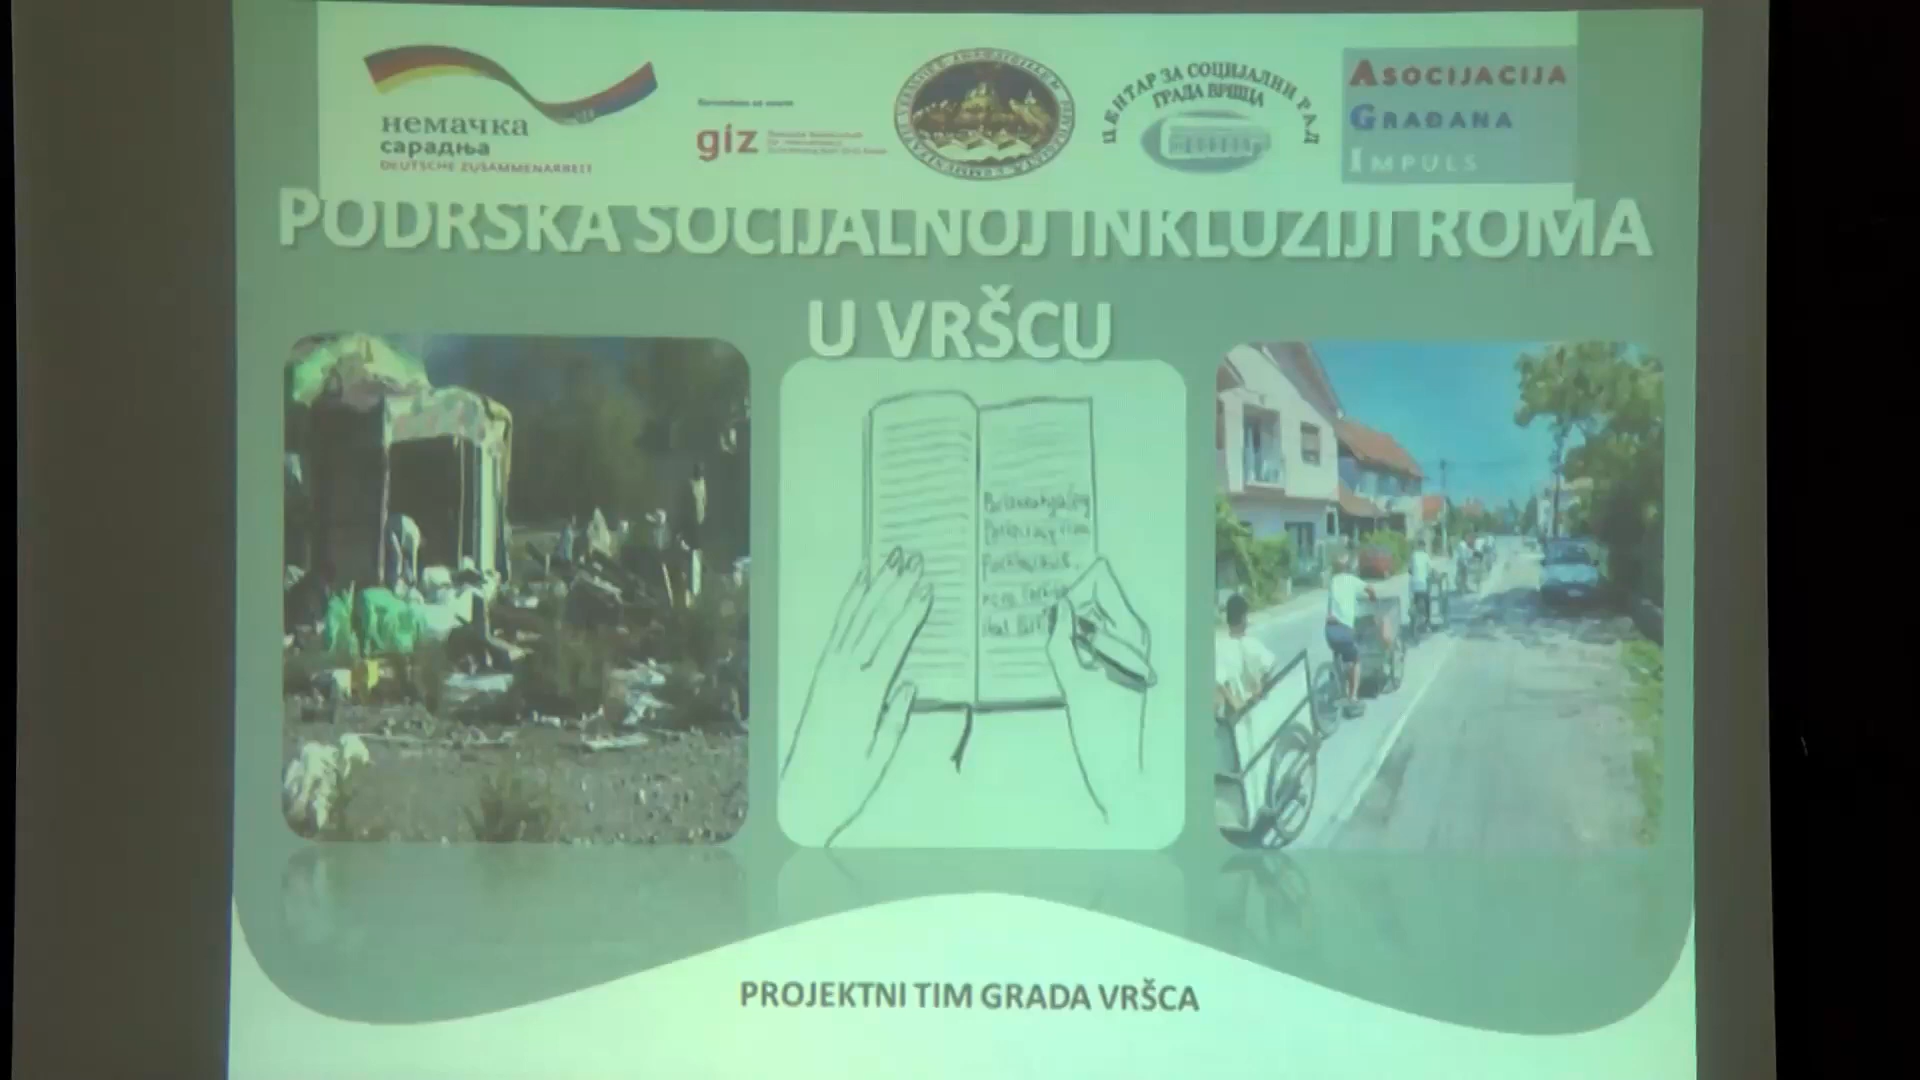 немачка
сарадња
DEUTSCHE ZUSAMMENARBEIT
giz
ЦЕНТАР ЗА СОЦИЈАЛНИ РАД
ГРАДА ВРШЦА
ASOCIJACIJA
GRAĐANA
IMPULS
PODRSKA SOCIJALNOJ INKLUZIJI ROMA
U VRŠCU
PROJEKTNI TIM GRADA VRŠCA